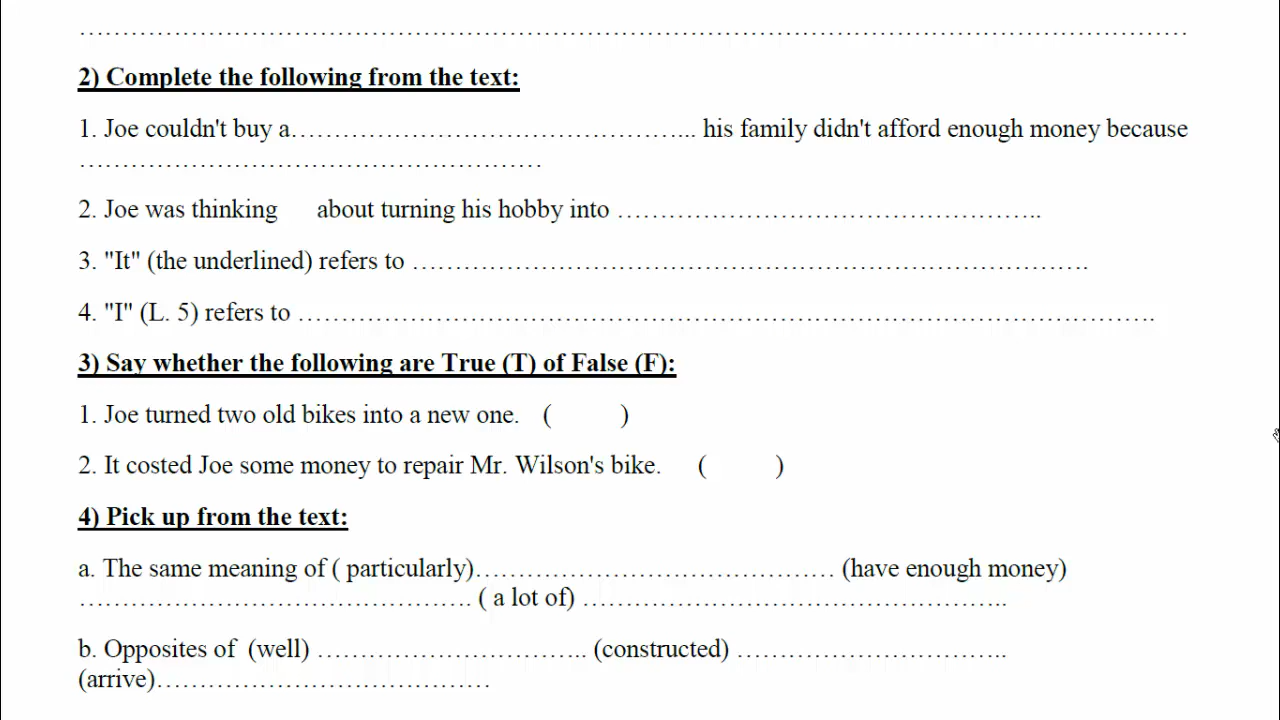 ……………………………………………………………………………………………………………………
2) Complete the following from the text:
1. Joe couldn't buy a………………………………………... his family didn't afford enough money because
………………………………………………
2. Joe was thinking about turning his hobby into …………………………………………..
3. "It" (the underlined) refers to …………………………………………………………………….
4. "I" (L. 5) refers to ……………………………………………………………………………………….
3) Say whether the following are True (T) of False (F):
1. Joe turned two old bikes into a new one. ( )
2. It costed Joe some money to repair Mr. Wilson's bike. ( )
4) Pick up from the text:
a. The same meaning of ( particularly)…………………………………… (have enough money)
………………………………………. ( a lot of) …………………………………………..
b. Opposites of (well) ………………………….. (constructed) …………………………..
(arrive)…………………………………